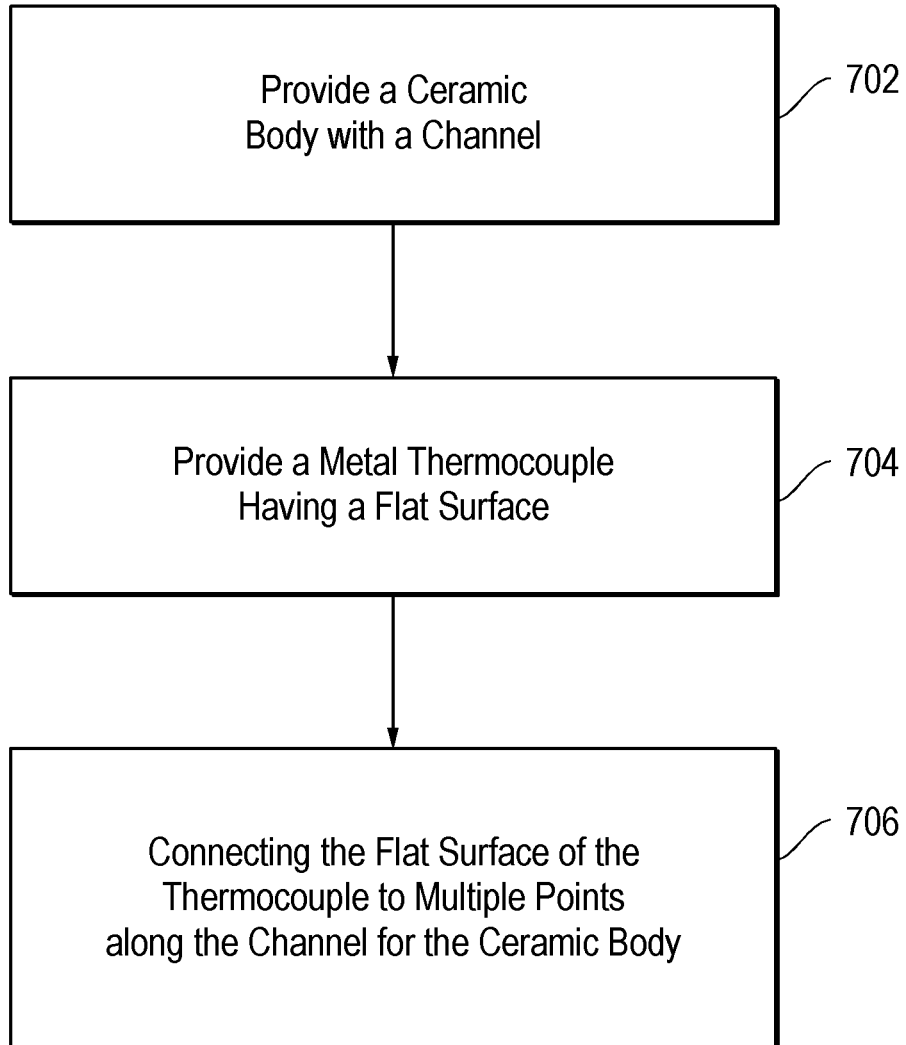 Provide a Ceramic
Body with a Channel
702
Provide a Metal Thermocouple
Having a Flat Surface
704
Connecting the Flat Surface of the
Thermocouple to Multiple Points
along the Channel for the Ceramic Body
706